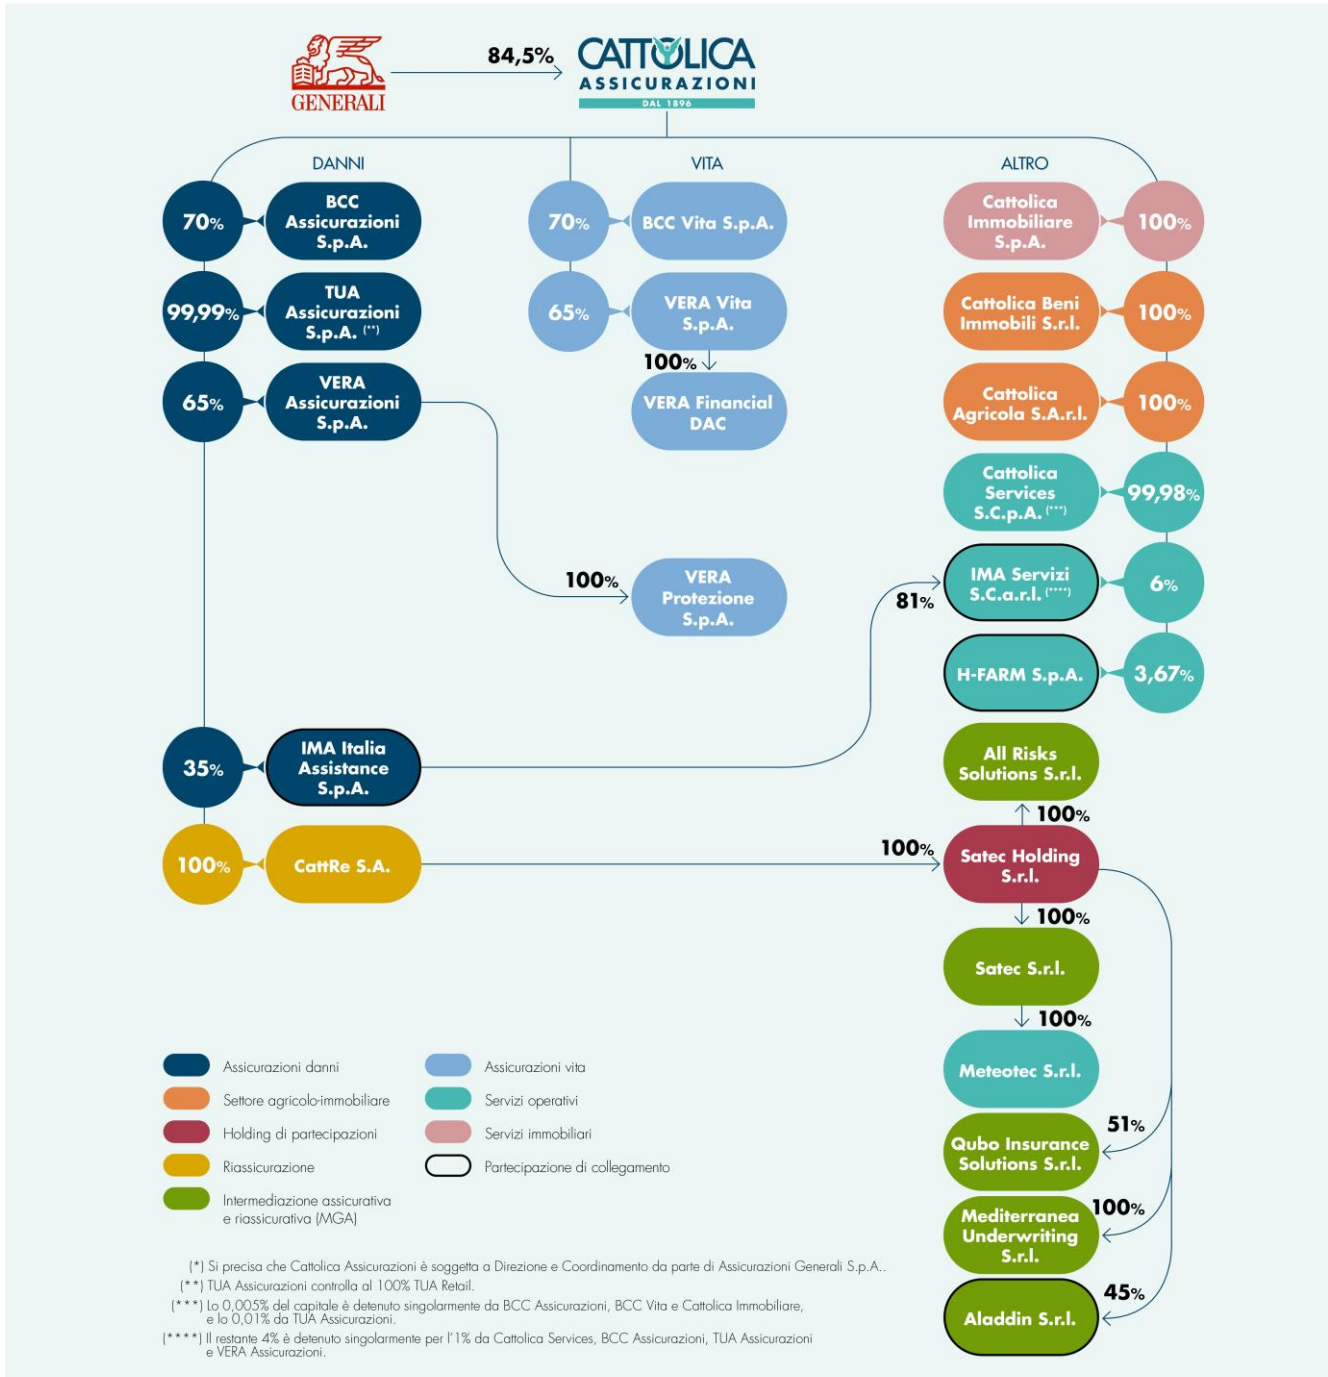 GENERALI
84,5%
CATTOLICA
ASSICURAZIONI
DAL 1896
DANNI
VITA
ALTRO
70%
BCC
Assicurazioni
S.p.A.
70%
BCC Vita S.p.A.
Cattolica
Immobiliare
S.p.A.
100%
99,99%
TUA
Assicurazioni
S.p.A. (**)
65%
VERA Vita
S.p.A.
Cattolica Beni
Immobili S.r.l.
100%
100%
65%
VERA
Assicurazioni
S.p.A.
VERA Financial
DAC
Cattolica
Agricola S.A.r.l.
100%
Cattolica
Services
S.C.p.A. (***)
99,98%
100%
VERA
Protezione
S.p.A.
81%
IMA Servizi
S.C.a.r.l. (****)
6%
H-FARM S.p.A.
3,67%
35%
IMA Italia
Assistance
S.p.A.
All Risks
Solutions S.r.l.
100%
100%
CattRe S.A.
100%
Satec Holding
S.r.l.
100%
Satec S.r.l.
100%
Meteotec S.r.l.
51%
Qubo Insurance
Solutions S.r.l.
100%
Mediterranea
Underwriting
S.r.l.
45%
Aladdin S.r.l.
Assicurazioni danni
Settore agricolo-immobiliare
Holding di partecipazioni
Riassicurazione
Intermediazione assicurativa
e riassicurativa (MGA)
Assicurazioni vita
Servizi operativi
Servizi immobiliari
Partecipazione di collegamento
(*) Si precisa che Cattolica Assicurazioni è soggetta a Direzione e Coordinamento da parte di Assicurazioni Generali S.p.A..
(**) TUA Assicurazioni controlla al 100% TUA Retail.
(***) Lo 0,005% del capitale è detenuto singolarmente da BCC Assicurazioni, BCC Vita e Cattolica Immobiliare,
e lo 0,01% da TUA Assicurazioni.
(****) Il restante 4% è detenuto singolarmente per l'1% da Cattolica Services, BCC Assicurazioni, TUA Assicurazioni
e VERA Assicurazioni.